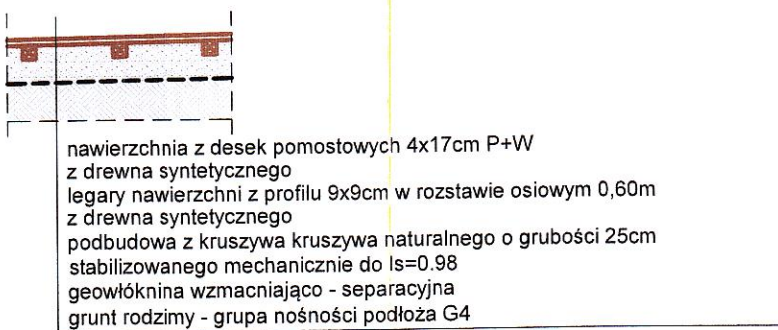 nawierzchnia z desek pomostowych 4x17cm P+W
z drewna syntetycznego
legary nawierzchni z profilu 9x9cm w rozstawie osiowym 0,60m
z drewna syntetycznego
podbudowa z kruszywa kruszywa naturalnego o grubości 25cm
stabilizowanego mechanicznie do Is=0.98
geowłóknina wzmacniająco - separacyjna
grunt rodzimy - grupa nośności podłoża G4